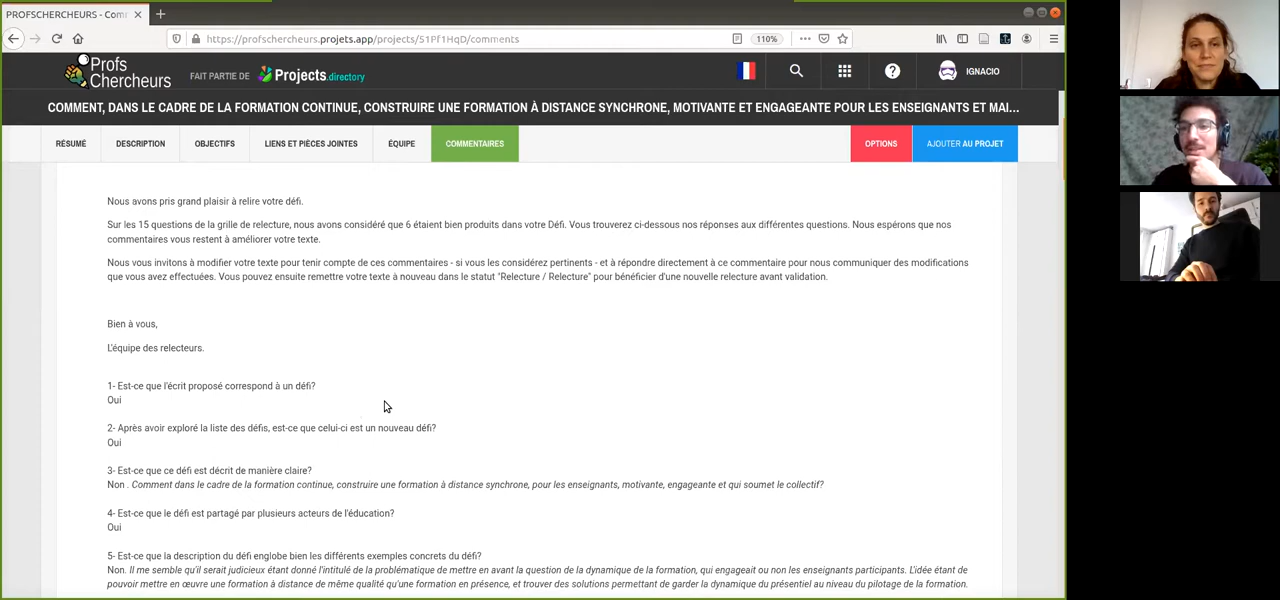 PROFSCHERCHEURS - Com
https://profschercheurs.projets.app/projects/S1Pf1HqD/comments
110%
Profs
Chercheurs
FAIT PARTIE DE
Projects.directory
IGNACIO
COMMENT, DANS LE CADRE DE LA FORMATION CONTINUE, CONSTRUIRE UNE FORMATION À DISTANCE SYNCHRONE, MOTIVANTE ET ENGAGEANTE POUR LES ENSEIGNANTS ET MAI...
RÉSUMÉ
DESCRIPTION
OBJECTIFS
LIENS ET PIÈCES JOINTES
ÉQUIPE
COMMENTAIRES
OPTIONS
AJOUTER AU PROJET
Nous avons pris grand plaisir à relire votre défi.
Sur les 15 questions de la grille de relecture, nous avons considéré que 6 étaient bien produits dans votre Défi. Vous trouverez ci-dessous nos réponses aux différentes questions. Nous espérons que nos
commentaires vous restent à améliorer votre texte.
Nous vous invitons à modifier votre texte pour tenir compte de ces commentaires - si vous les considérez pertinents - et à répondre directement à ce commentaire pour nous communiquer des modifications
que vous avez effectuées. Vous pouvez ensuite remettre votre texte à nouveau dans le statut "Relecture / Relecture" pour bénéficier d'une nouvelle relecture avant validation.
Bien à vous,
L'équipe des relecteurs.
1- Est-ce que l'écrit proposé correspond à un défi?
Oui
2- Après avoir exploré la liste des défis, est-ce que celui-ci est un nouveau défi?
Oui
3- Est-ce que ce défi est décrit de manière claire?
Non . Comment dans le cadre de la formation continue, construire une formation à distance synchrone, pour les enseignants, motivante, engageante et qui soumet le collectif?
4- Est-ce que le défi est partagé par plusieurs acteurs de l'éducation?
Oui
5- Est-ce que la description du défi englobe bien les différents exemples concrets du défi?
Non. Il me semble qu'il serait judicieux étant donné l'intitulé de la problématique de mettre en avant la question de la dynamique de la formation, qui engageait ou non les enseignants participants. L'idée étant de
pouvoir mettre en œuvre une formation à distance de même qualité qu'une formation en présence, et trouver des solutions permettant de garder la dynamique du présentiel au niveau du pilotage de la formation.